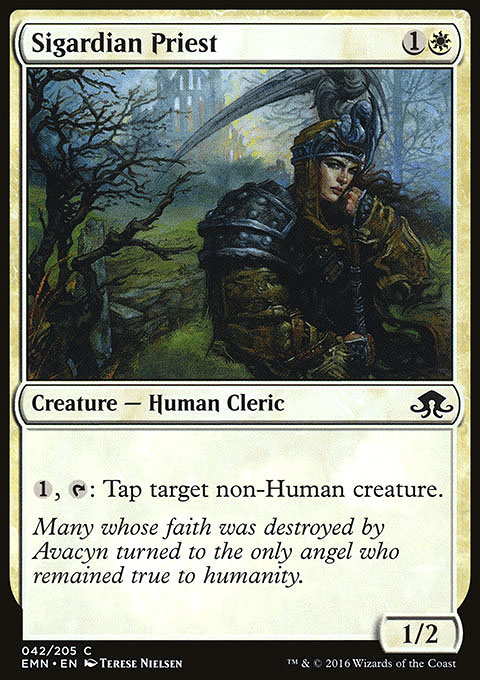 Sigardian Priest 1
Creature — Human Cleric
1, : Tap target non-Human creature.
Many whose faith was destroyed by
Avacyn turned to the only angel who
remained true to humanity.
1/2
042/205 C
EMN • EN Terese Nielsen
™ & © 2016 Wizards of the Coast